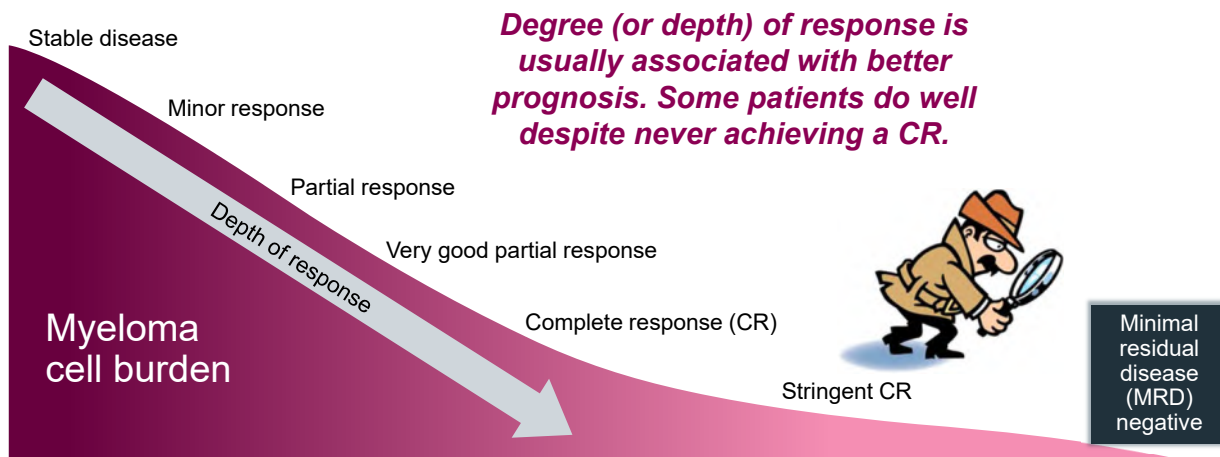 Stable disease
Degree (or depth) of response is
usually associated with better
prognosis. Some patients do well
despite never achieving a CR.
Minor response
Partial response
Depth of
response
Very good partial response
Myeloma
cell burden
Complete response (CR)
Stringent CR
Minimal
residual
disease
(MRD)
negative